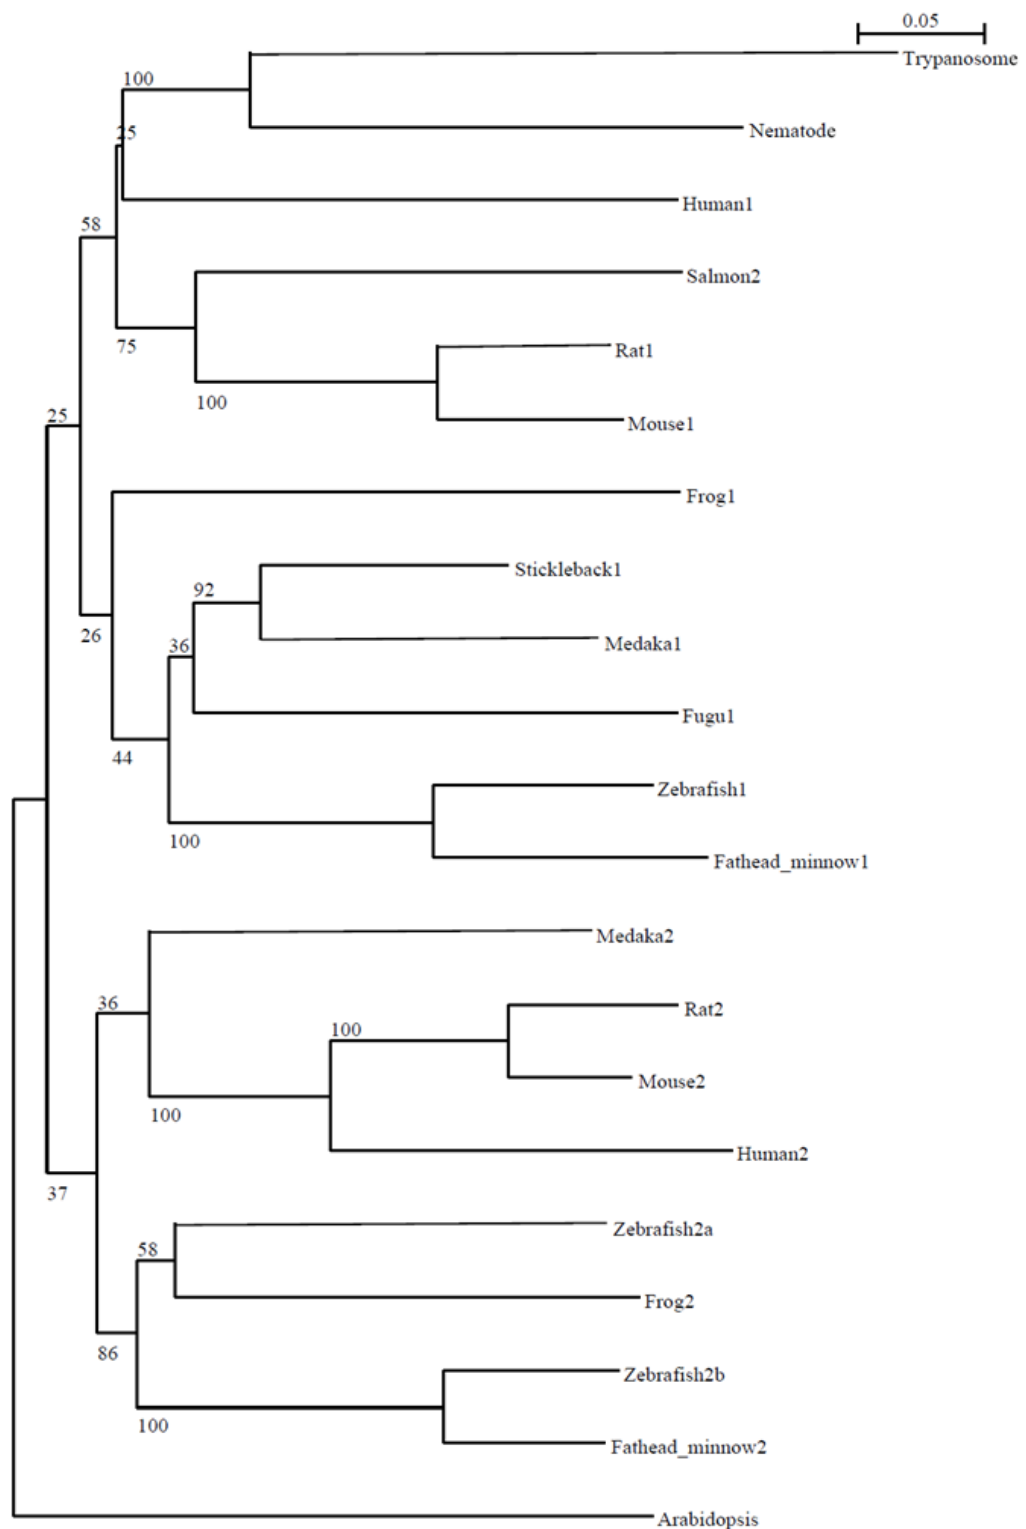 0.05
Trypanosome
100
Nematode
25
Human1
58
Salmon2
75
Rat1
100
Mouse1
25
Frog1
Stickleback1
92
Medaka1
26
36
Fugu1
44
Zebrafish1
100
Fathead_minnow1
Medaka2
36
Rat2
100
Mouse2
100
Human2
37
Zebrafish2a
58
Frog2
86
Zebrafish2b
100
Fathead_minnow2
Arabidopsis